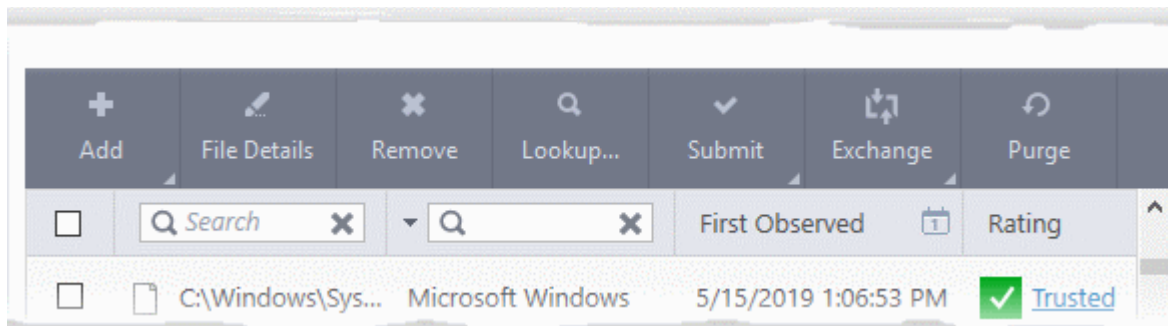 Add File Details Remove Lookup... Submit Exchange Purge
Search First Observed 1 Rating
C:\Windows\Sys... Microsoft Windows 5/15/2019 1:06:53 PM Trusted